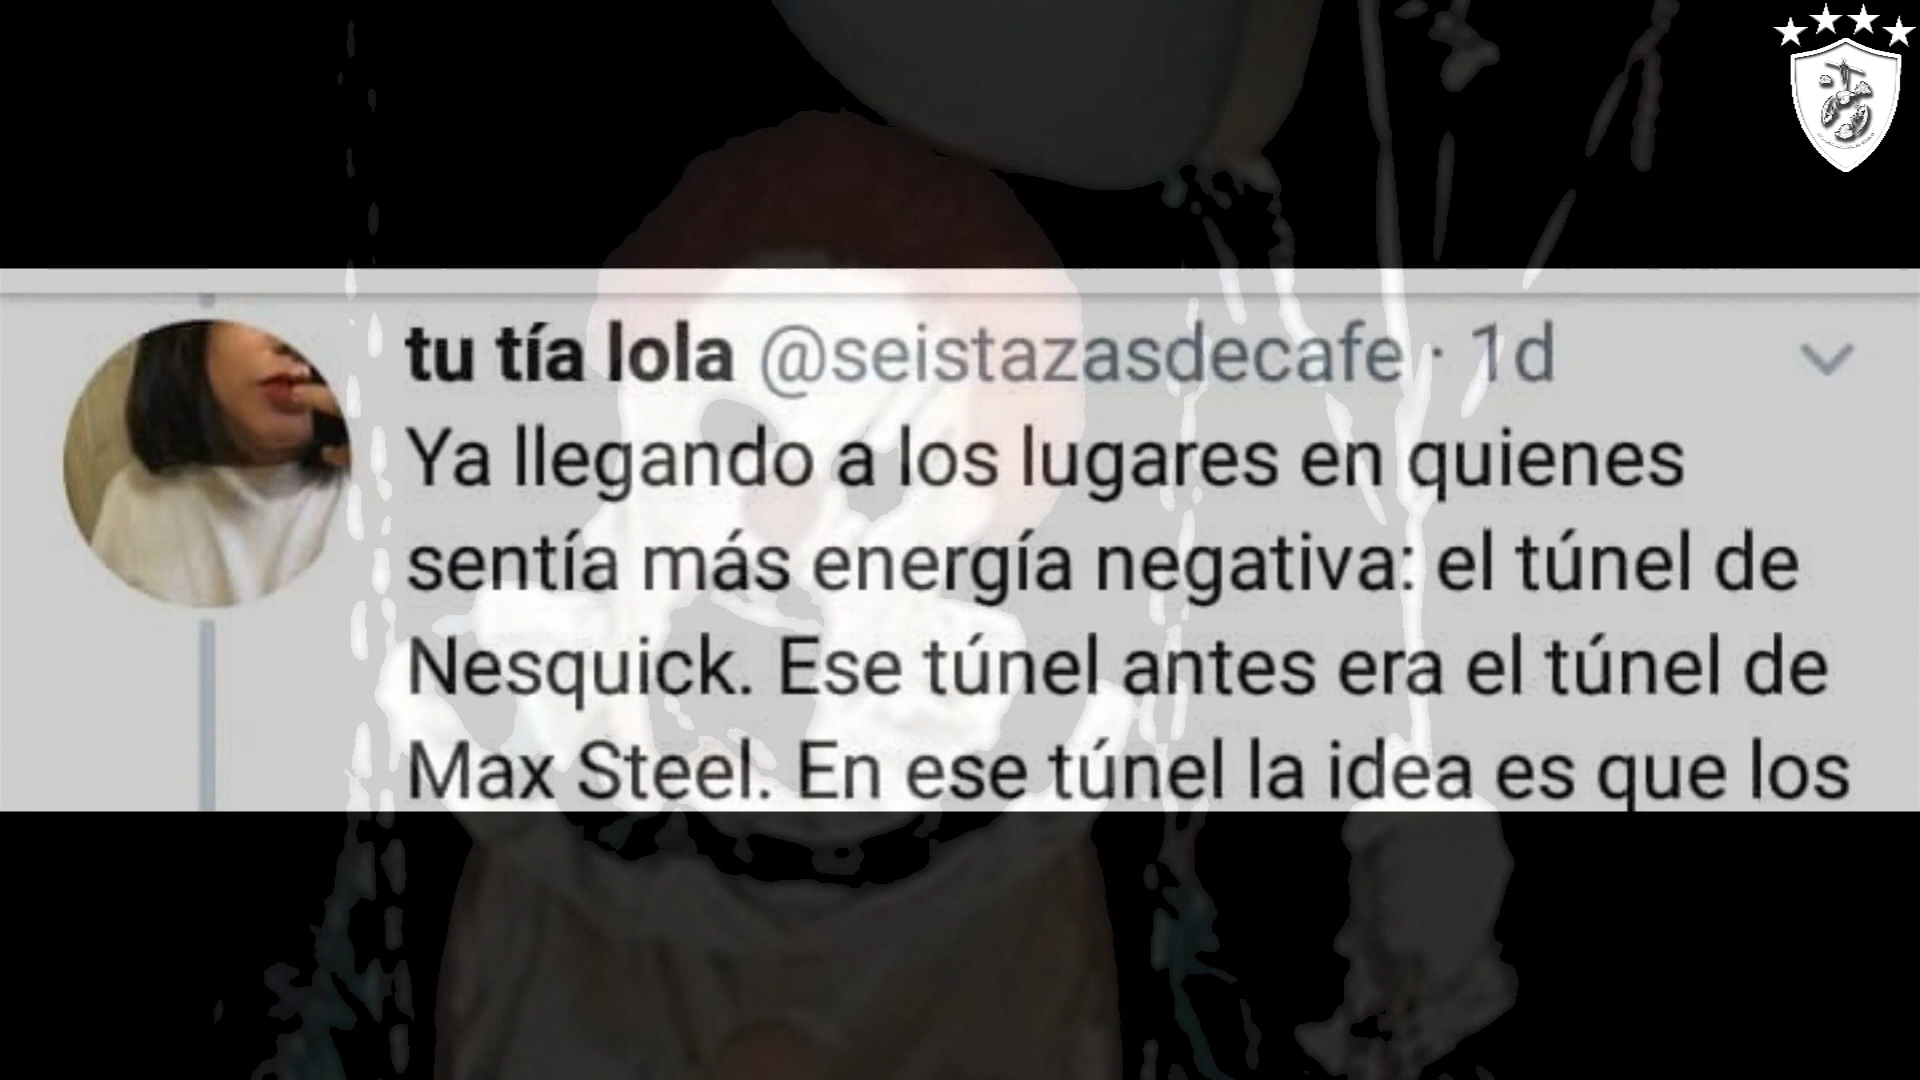 tu tía lola @seistazasdecafe · 1d
Ya llegando a los lugares en quienes
sentía más energía negativa: el túnel de
Nesquick. Ese túnel antes era el túnel de
Max Steel. En ese túnel la idea es que los